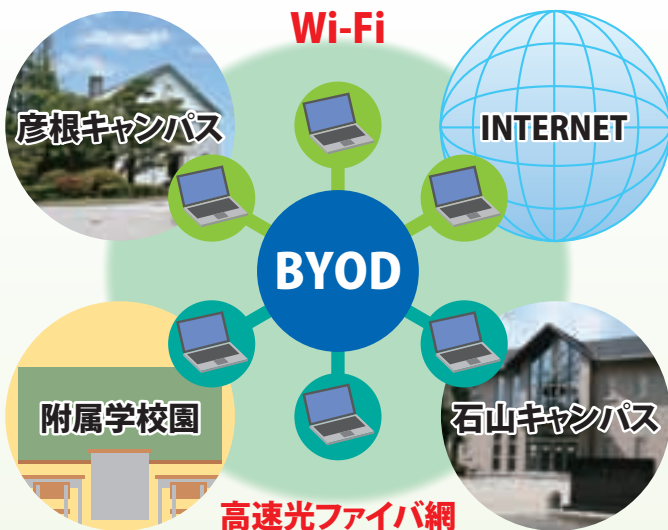 Wi-Fi
彦根キャンパス
INTERNET
BYOD
附属学校園
石山キャンパス
高速光ファイバ網